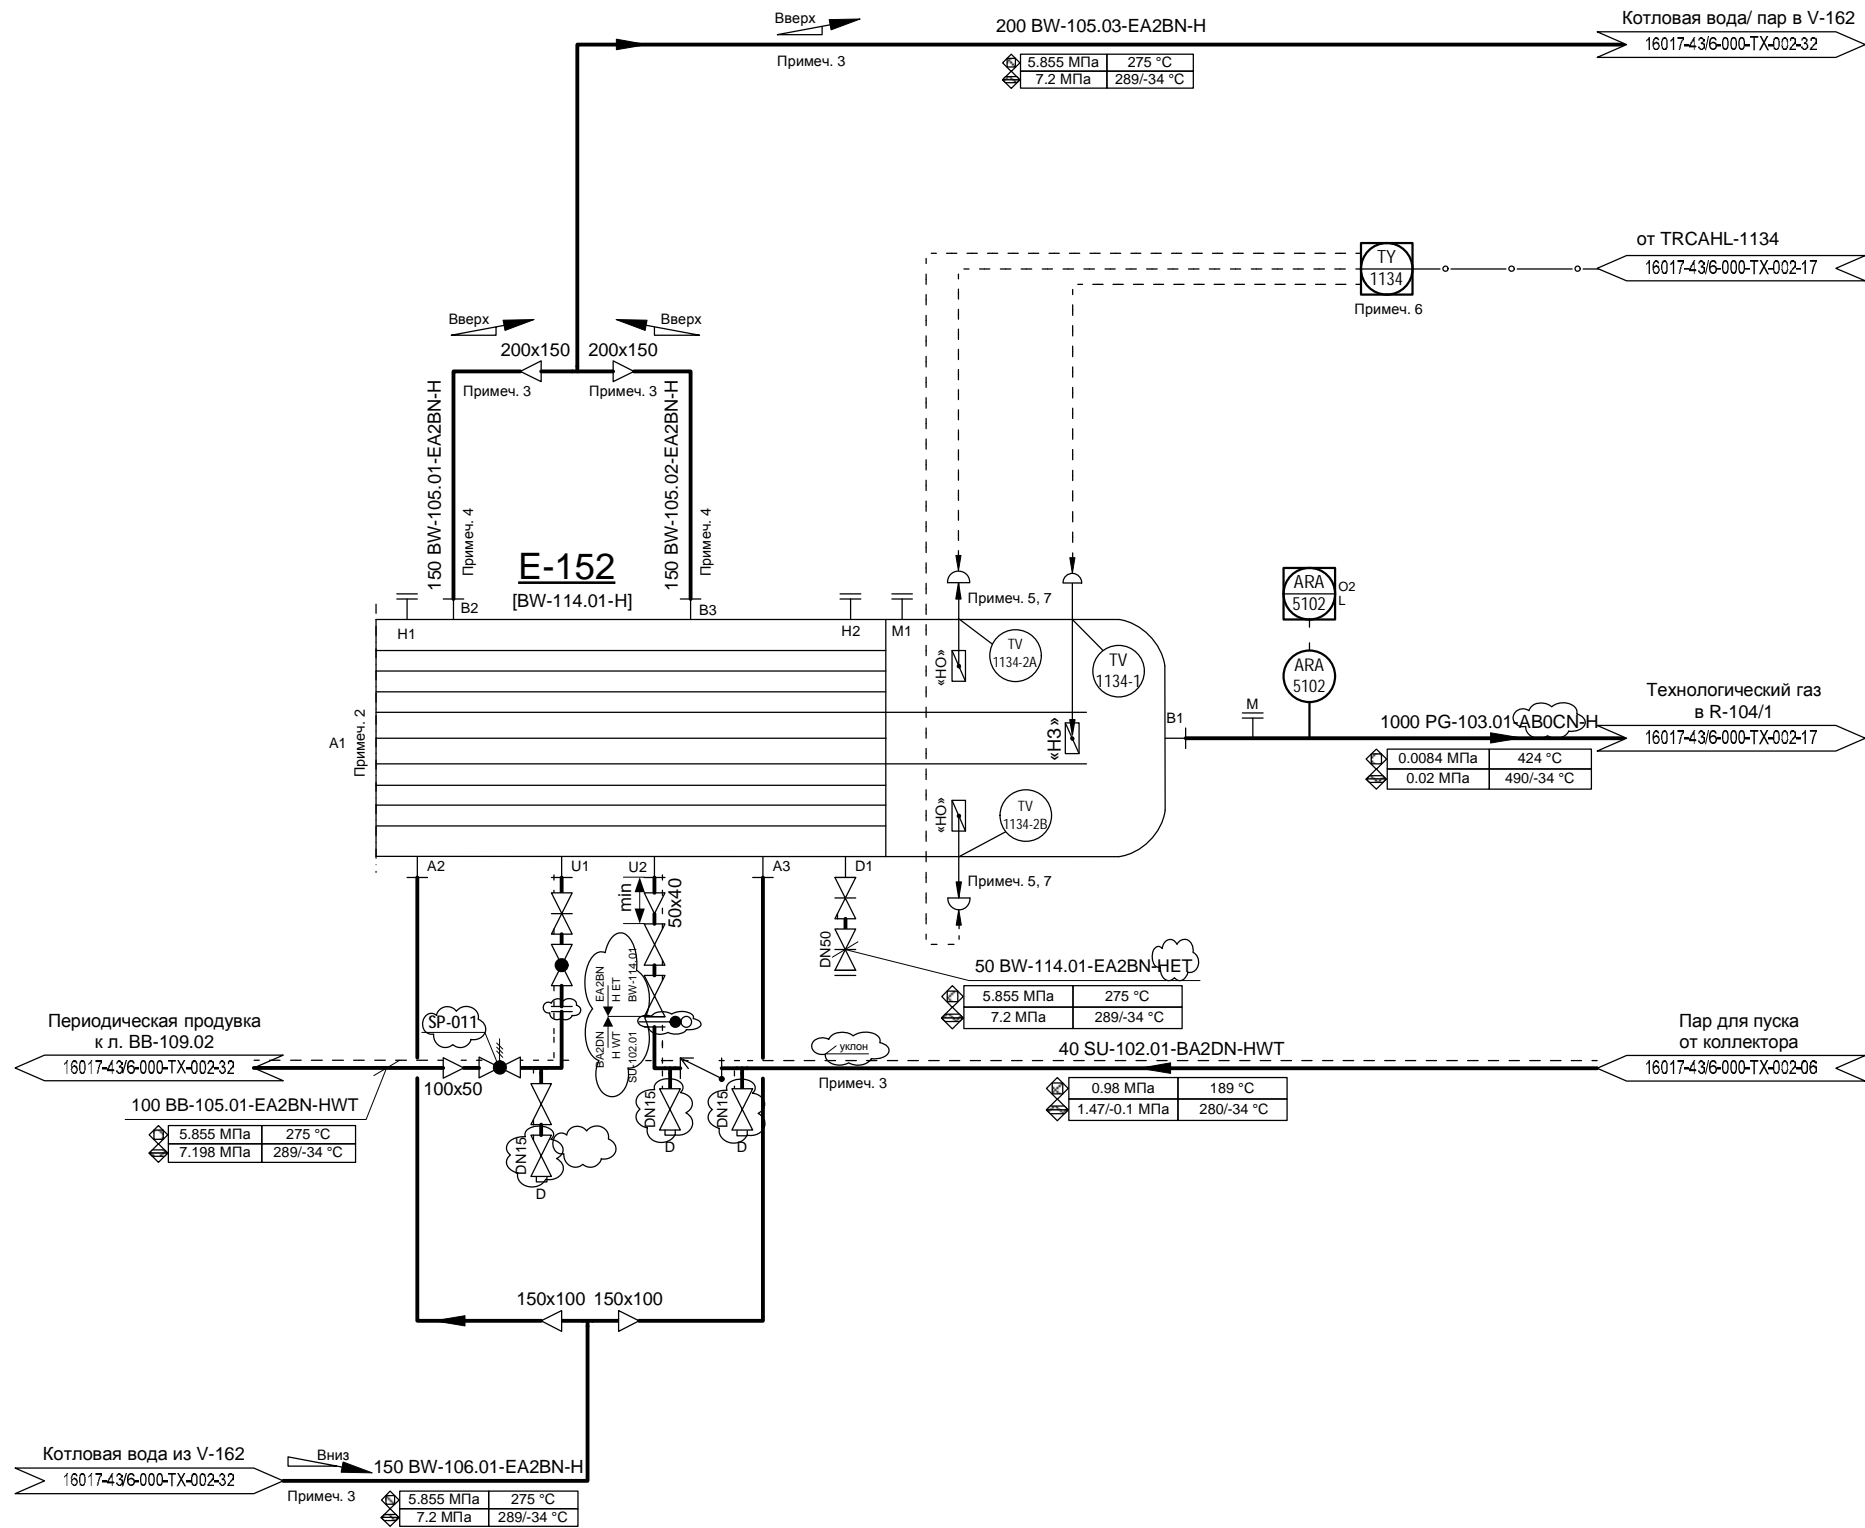 Вверх
200 BW-105.03-EA2BN-H
Примеч. 3
5.855 МПа 275 °C
7.2 МПа 289/-34 °C
Котловая вода/ пар в V-162
16017-43/6-000-TX-002-32
от TRCAHL-1134
16017-43/6-000-TX-002-17
TY
1134
Примеч. 6
Вверх
Вверх
200x150
200x150
Примеч. 3
Примеч. 3
150 BW-105.01-EA2BN-H
Примеч. 4
150 BW-105.02-EA2BN-H
Примеч. 4
E-152
[BW-114.01-H]
B2
B3
H1
H2
M1
Примеч. 5, 7
TV
1134-2A
TV
1134-1
«НО»
«НЗ»
«НО»
TV
1134-2B
ARA
5102
O2
L
ARA
5102
A1
Примеч. 2
B1
M
1000 PG-103.01-AB0CN-H
0.0084 МПа 424 °C
0.02 МПа 490/-34 °C
Технологический газ
в R-104/1
16017-43/6-000-TX-002-17
A2
U1
U2
A3
D1
Примеч. 5, 7
min
50x40
DN50
EA2BN
H ET
BW-114.01
BA2DN
H WT
SU-102.01
50 BW-114.01-EA2BN-HET
5.855 МПа 275 °C
7.2 МПа 289/-34 °C
Периодическая продувка
к л. BB-109.02
16017-43/6-000-TX-002-32
SP-011
100x50
100 BB-105.01-EA2BN-HWT
5.855 МПа 275 °C
7.198 МПа 289/-34 °C
DN15
D
DN15
D
DN15
D
уклон
Примеч. 3
40 SU-102.01-BA2DN-HWT
0.98 МПа 189 °C
1.47/-0.1 МПа 280/-34 °C
Пар для пуска
от коллектора
16017-43/6-000-TX-002-06
150x100
150x100
Котловая вода из V-162
16017-43/6-000-TX-002-32
Вниз
Примеч. 3
150 BW-106.01-EA2BN-H
5.855 МПа 275 °C
7.2 МПа 289/-34 °C